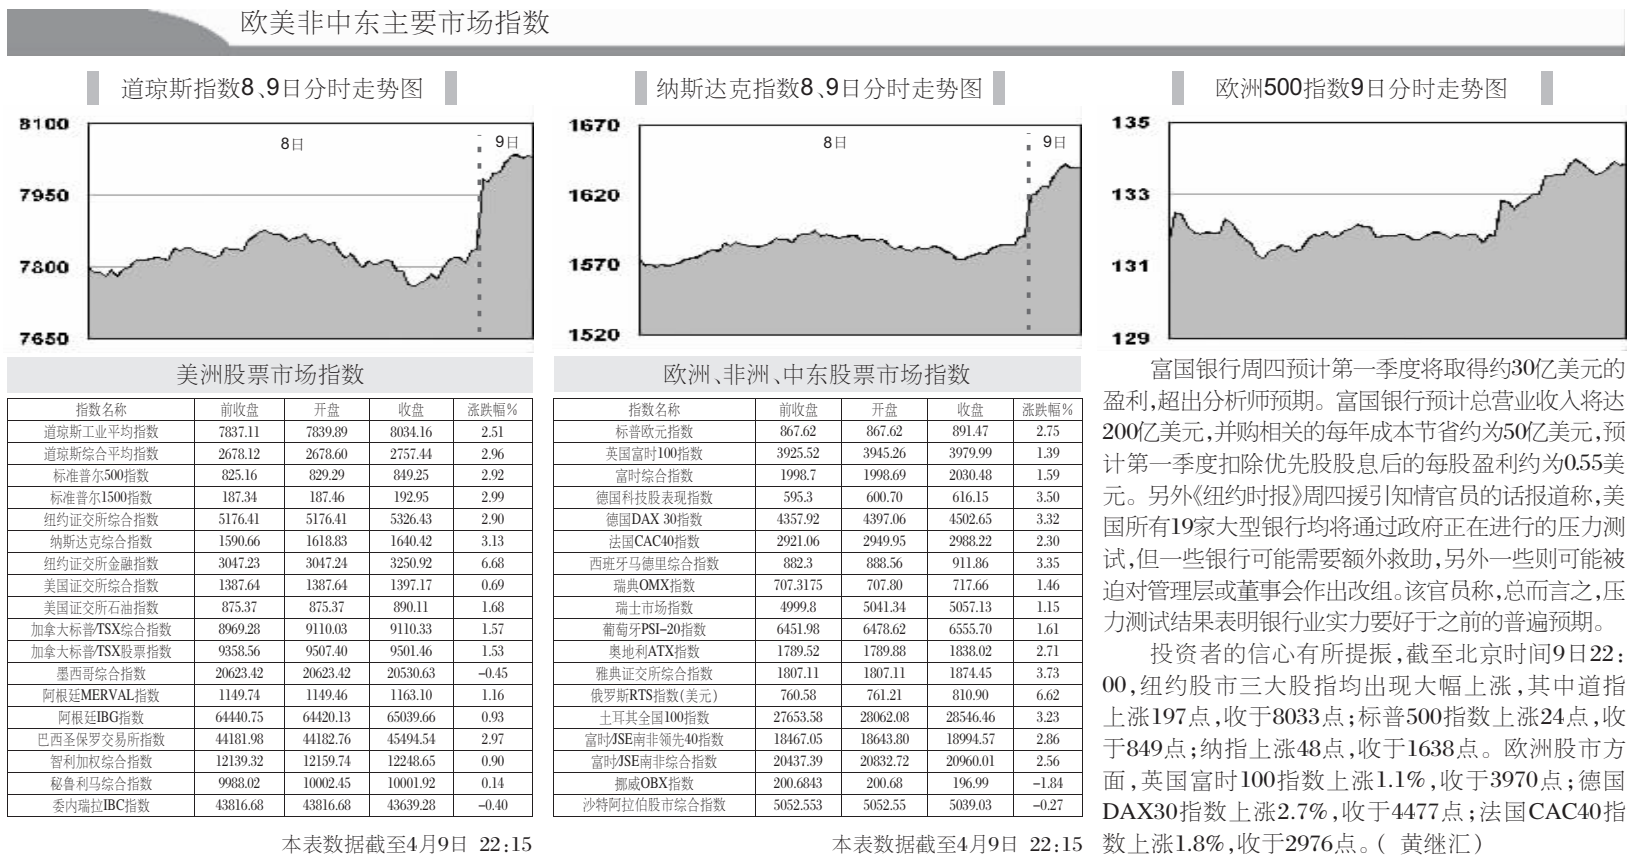 欧美非中东主要市场指数
道琼斯指数8、9日分时走势图
8100
7950
7800
7650
8日
9日
纳斯达克指数8、9日分时走势图
1670
1620
1570
1520
8日
9日
欧洲500指数9日分时走势图
135
133
131
129
美洲股票市场指数
指数名称 前收盘 开盘 收盘 涨跌幅%
道琼斯工业平均指数 7837.11 7839.89 8034.16 2.51
道琼斯综合平均指数 2678.12 2678.60 2757.44 2.96
标准普尔500指数 825.16 829.29 849.25 2.92
标准普尔1500指数 187.34 187.46 192.95 2.99
纽约证交所综合指数 5176.41 5176.41 5326.43 2.90
纳斯达克综合指数 1590.66 1618.83 1640.42 3.13
纽约证交所金融指数 3047.23 3047.24 3250.92 6.68
美国证交所综合指数 1387.64 1387.64 1397.17 0.69
美国证交所石油指数 875.37 875.37 890.11 1.68
加拿大标普/TSX综合指数 8969.28 9110.03 9110.33 1.57
加拿大标普/TSX股票指数 9358.56 9507.40 9501.46 1.53
墨西哥综合指数 20623.42 20623.42 20530.63 -0.45
阿根廷MERVAL指数 1149.74 1149.46 1163.10 1.16
阿根廷IBG指数 64440.75 64420.13 65039.66 0.93
巴西圣保罗交易所指数 44181.98 44182.76 45494.54 2.97
智利加权综合指数 12139.32 12159.74 12248.65 0.90
秘鲁利马综合指数 9988.02 10002.45 10001.92 0.14
委内瑞拉IBC指数 43816.68 43816.68 43639.28 -0.40
本表数据截至4月9日 22:15
欧洲、非洲、中东股票市场指数
指数名称 前收盘 开盘 收盘 涨跌幅%
标普欧元指数 867.62 867.62 891.47 2.75
英国富时100指数 3925.52 3945.26 3979.99 1.39
富时综合指数 1998.7 1998.69 2030.48 1.59
德国科技股表现指数 595.3 600.70 616.15 3.50
德国DAX 30指数 4357.92 4397.06 4502.65 3.32
法国CAC40指数 2921.06 2949.95 2988.22 2.30
西班牙马德里综合指数 882.3 888.56 911.86 3.35
瑞典OMX指数 707.3175 707.80 717.66 1.46
瑞士市场指数 4999.8 5041.34 5057.13 1.15
葡萄牙PSI-20指数 6451.98 6478.62 6555.70 1.61
奥地利ATX指数 1789.52 1789.88 1838.02 2.71
雅典证交所综合指数 1807.11 1807.11 1874.45 3.73
俄罗斯RTS指数(美元) 760.58 761.21 810.90 6.62
土耳其全国100指数 27653.58 28062.08 28546.46 3.23
富时/JSE南非领先40指数 18467.05 18643.80 18994.57 2.86
富时/JSE南非综合指数 20437.39 20832.72 20960.01 2.56
挪威OBX指数 200.6843 200.68 196.99 -1.84
沙特阿拉伯股市综合指数 5052.553 5052.55 5039.03 -0.27
本表数据截至4月9日 22:15
富国银行周四预计第一季度将取得约30亿美元的
盈利,超出分析师预期。富国银行预计总营业收入将达
200亿美元,并购相关的每年成本节省约为50亿美元,预
计第一季度扣除优先股股息后的每股盈利约为0.55美
元。另外《纽约时报》周四援引知情官员的话报道称,美
国所有19家大型银行均将通过政府正在进行的压力测
试,但一些银行可能需要额外救助,另外一些则可能被
迫对管理层或董事会作出改组。该官员称,总而言之,压
力测试结果表明银行业实力要好于之前的普遍预期。
投资者的信心有所提振,截至北京时间9日22:
00,纽约股市三大股指均出现大幅上涨,其中道指
上涨197点,收于8033点;标普500指数上涨24点,收
于849点;纳指上涨48点,收于1638点。欧洲股市方
面,英国富时100指数上涨1.1%,收于3970点;德国
DAX30指数上涨2.7%,收于4477点;法国CAC40指
数上涨1.8%,收于2976点。( 黄继汇)